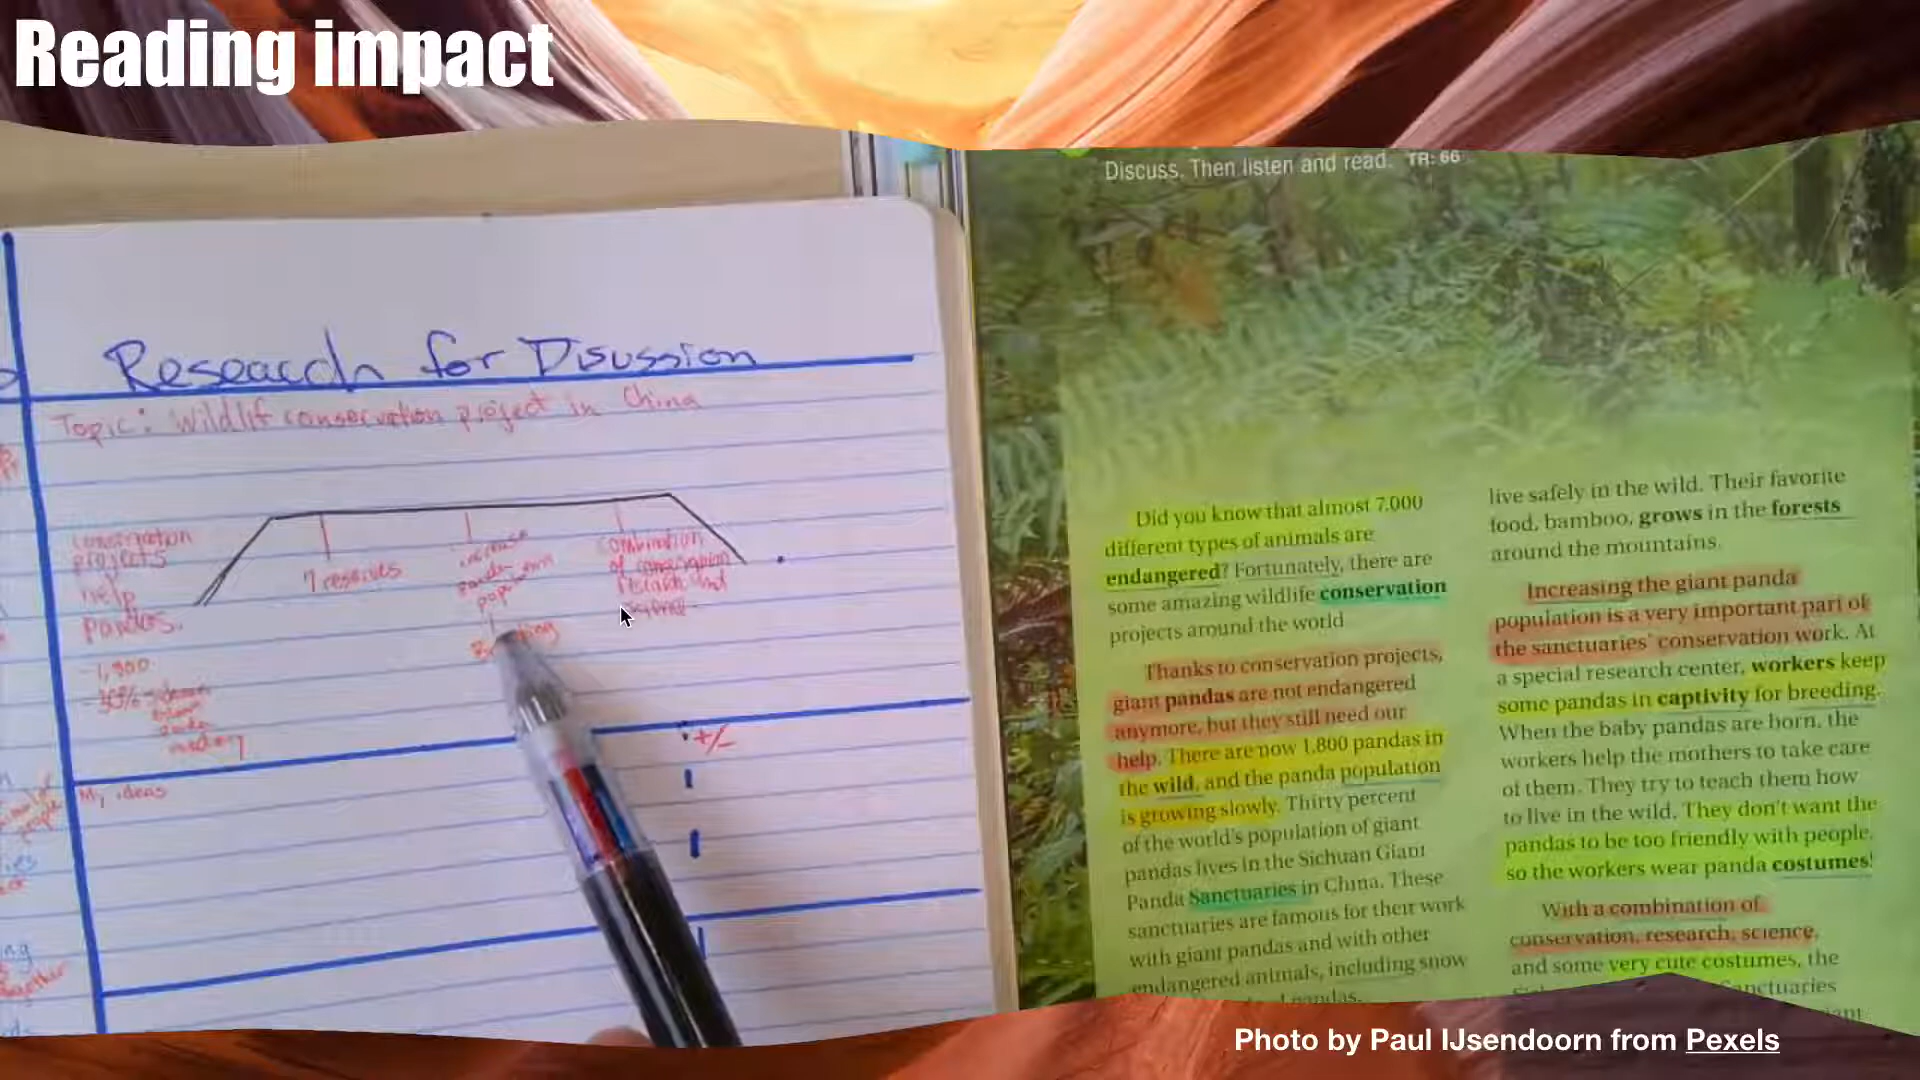 Reading impact
Research for Disussion
Topic: Wildlif conservation project in China
conservation
projects
help
pandas.
- 1,800
- 30%
7 reserves
increase
panda
population
Breeding
combination
of conservation
research and
science
+/-
My ideas
Discuss. Then listen and read. TR: 66
Did you know that almost 7,000
different types of animals are
endangered? Fortunately, there are
some amazing wildlife conservation
projects around the world
Thanks to conservation projects,
giant pandas are not endangered
anymore, but they still need our
help. There are now 1,800 pandas in
the wild, and the panda population
is growing slowly. Thirty percent
of the world's population of giant
pandas lives in the Sichuan Giant
Panda Sanctuaries in China. These
sanctuaries are famous for their work
with giant pandas and with other
endangered animals, including snow
pandas.
live safely in the wild. Their favorite
food, bamboo, grows in the forests
around the mountains.
Increasing the giant panda
population is a very important part of
the sanctuaries' conservation work. At
a special research center, workers keep
some pandas in captivity for breeding.
When the baby pandas are born, the
workers help the mothers to take care
of them. They try to teach them how
to live in the wild. They don't want the
pandas to be too friendly with people,
so the workers wear panda costumes!
With a combination of
conservation, research, science,
and some very cute costumes, the
Sanctuaries
Photo by Paul IJsendoorn from Pexels